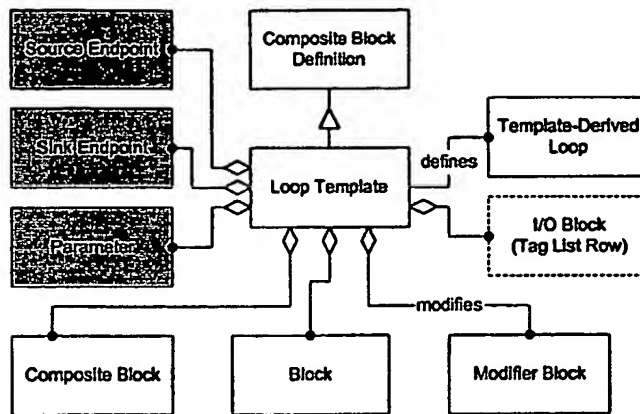 Source Endpoint
Composite Block
Definition
Sink Endpoint
Template-Derived
Loop
defines
Loop Template
Parameter
I/O Block
(Tag List Row)
modifies
Composite Block
Block
Modifier Block